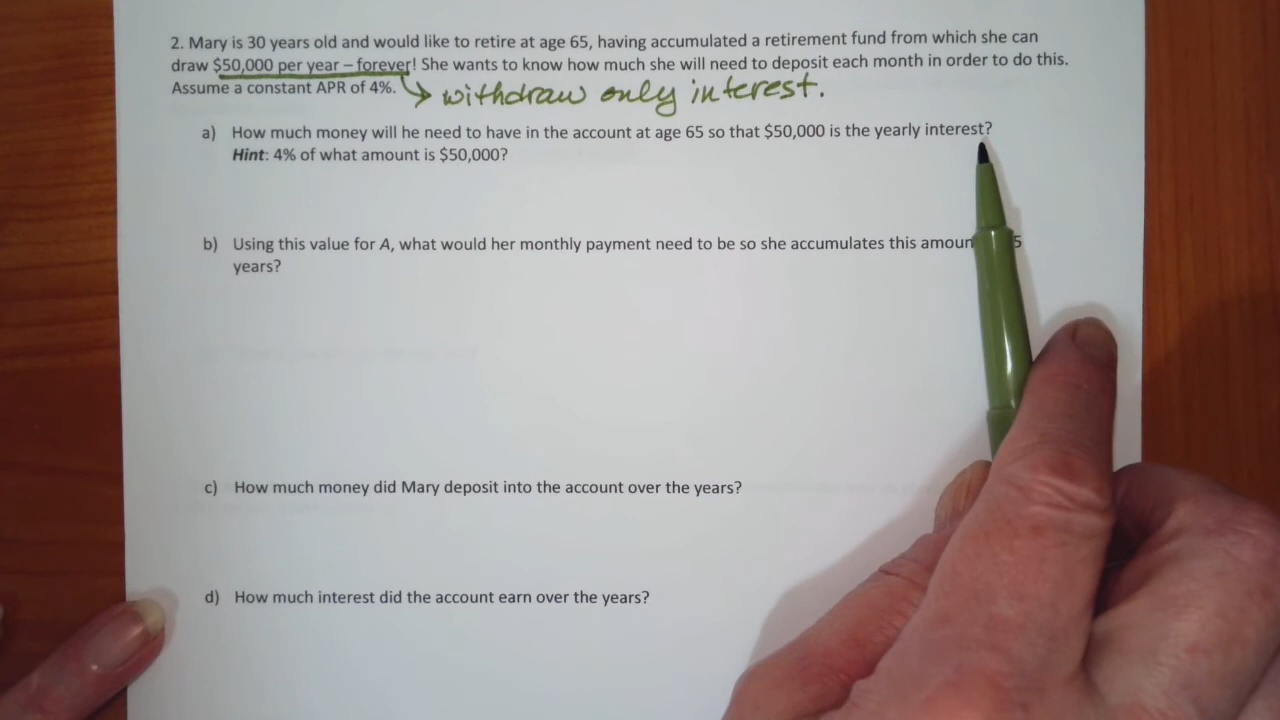 2. Mary is 30 years old and would like to retire at age 65, having accumulated a retirement fund from which she can
draw $50,000 per year – forever! She wants to know how much she will need to deposit each month in order to do this.
Assume a constant APR of 4%. withdraw only interest.
a) How much money will he need to have in the account at age 65 so that $50,000 is the yearly interest?
Hint: 4% of what amount is $50,000?
b) Using this value for A, what would her monthly payment need to be so she accumulates this
years?
c) How much money did Mary deposit into the account over the years?
d) How much interest did the account earn over the years?